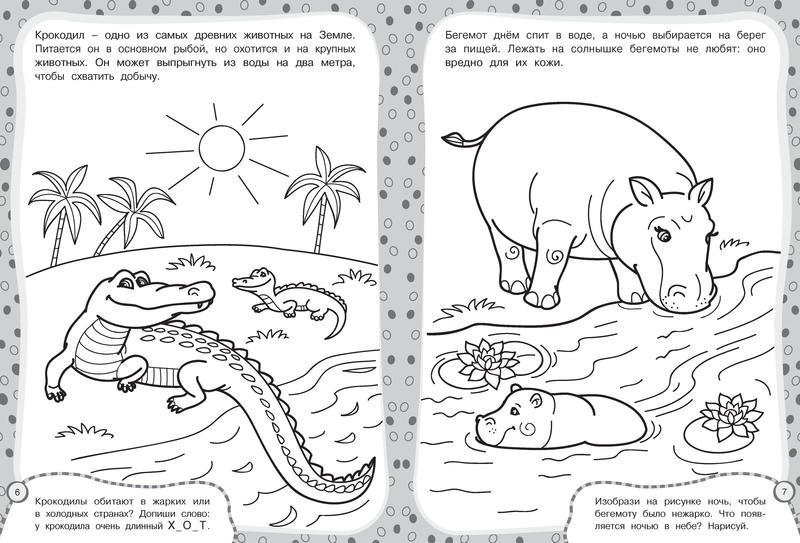 Крокодил – одно из самых древних животных на Земле.
Питается он в основном рыбой, но охотится и на крупных
животных. Он может выпрыгнуть из воды на два метра,
чтобы схватить добычу.
6
Крокодилы обитают в жарких или
в холодных странах? Допиши слово:
у крокодила очень длинный Х_О_Т.
Бегемот днём спит в воде, а ночью выбирается на берег
за пищей. Лежать на солнышке бегемоты не любят: оно
вредно для их кожи.
7
Изобрази на рисунке ночь, чтобы
бегемоту было нежарко. Что появ-
ляется ночью в небе? Нарисуй.